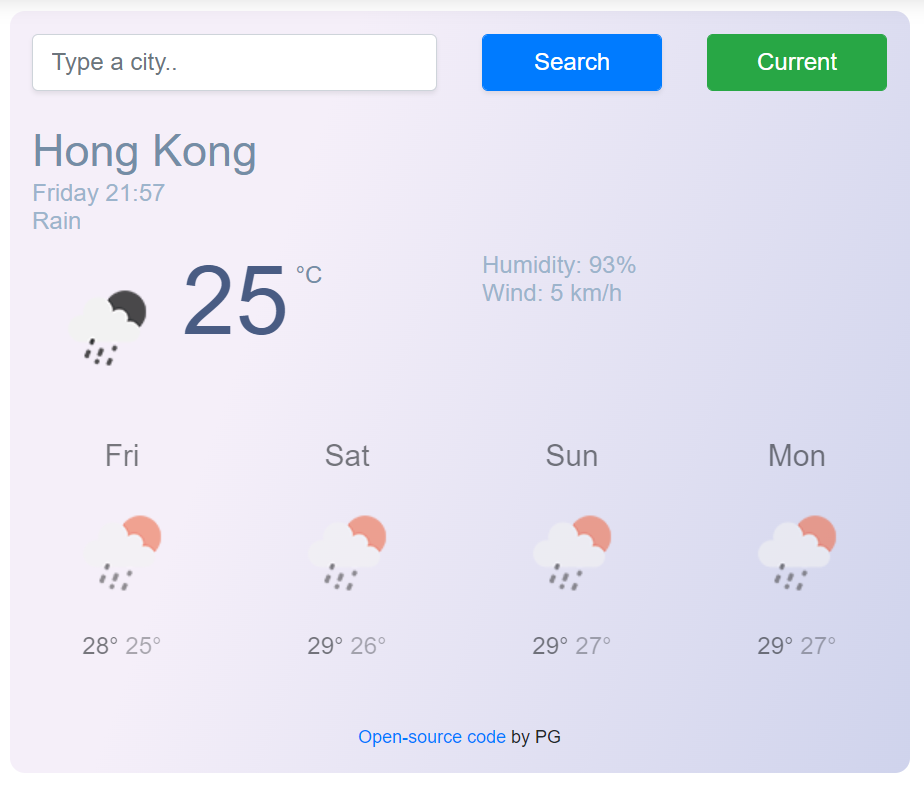 Type a city.. Search Current
Hong Kong
Friday 21:57
Rain
25 °C
Humidity: 93%
Wind: 5 km/h
Fri Sat Sun Mon
28° 25° 29° 26° 29° 27° 29° 27°
Open-source code by PG